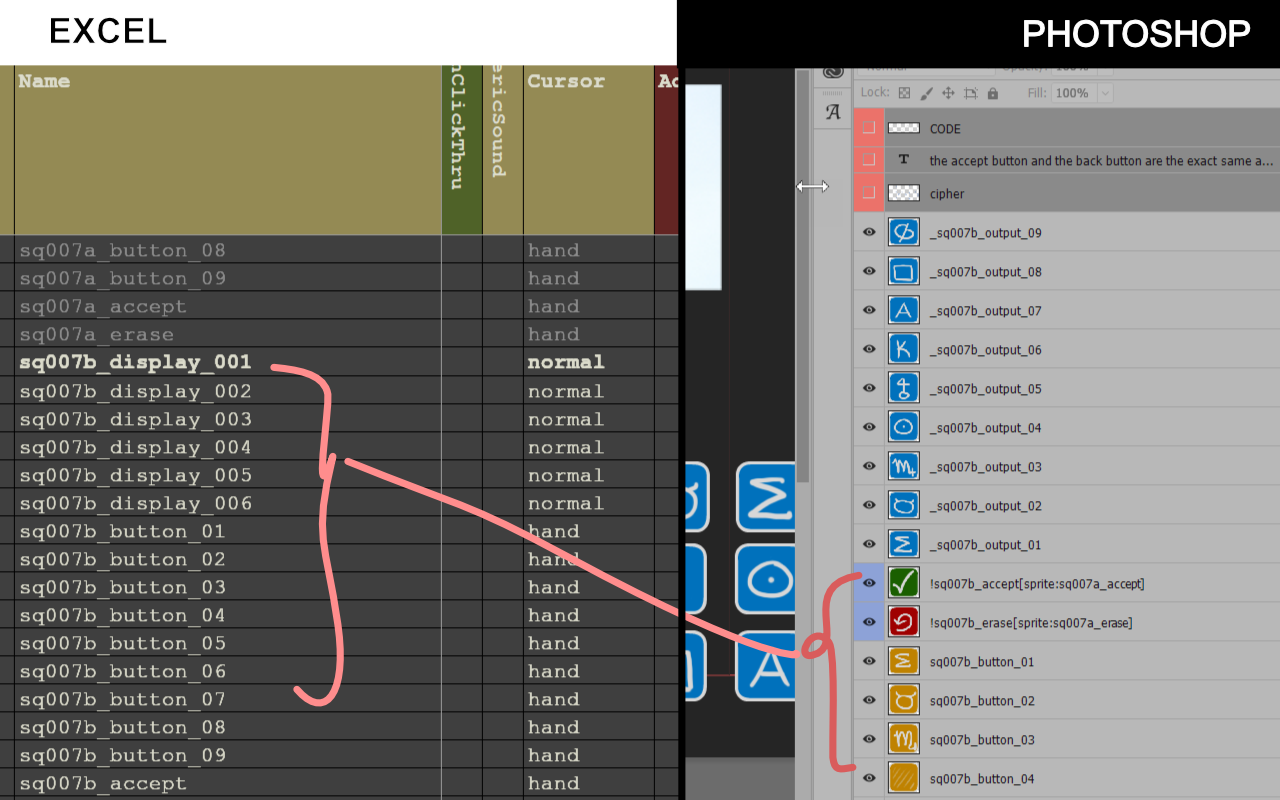 EXCEL
PHOTOSHOP
Name
ClickThru
ericSound
Cursor
sq007a_button_08 hand
sq007a_button_09 hand
sq007a_accept hand
sq007a_erase hand
sq007b_display_001 normal
sq007b_display_002 normal
sq007b_display_003 normal
sq007b_display_004 normal
sq007b_display_005 normal
sq007b_display_006 normal
sq007b_button_01 hand
sq007b_button_02 hand
sq007b_button_03 hand
sq007b_button_04 hand
sq007b_button_05 hand
sq007b_button_06 hand
sq007b_button_07 hand
sq007b_button_08 hand
sq007b_button_09 hand
sq007b_accept hand
Lock: Fill: 100%
CODE
T the accept button and the back button are the exact same a...
cipher
_sq007b_output_09
_sq007b_output_08
_sq007b_output_07
_sq007b_output_06
_sq007b_output_05
_sq007b_output_04
_sq007b_output_03
_sq007b_output_02
_sq007b_output_01
!sq007b_accept[sprite:sq007a_accept]
!sq007b_erase[sprite:sq007a_erase]
sq007b_button_01
sq007b_button_02
sq007b_button_03
sq007b_button_04